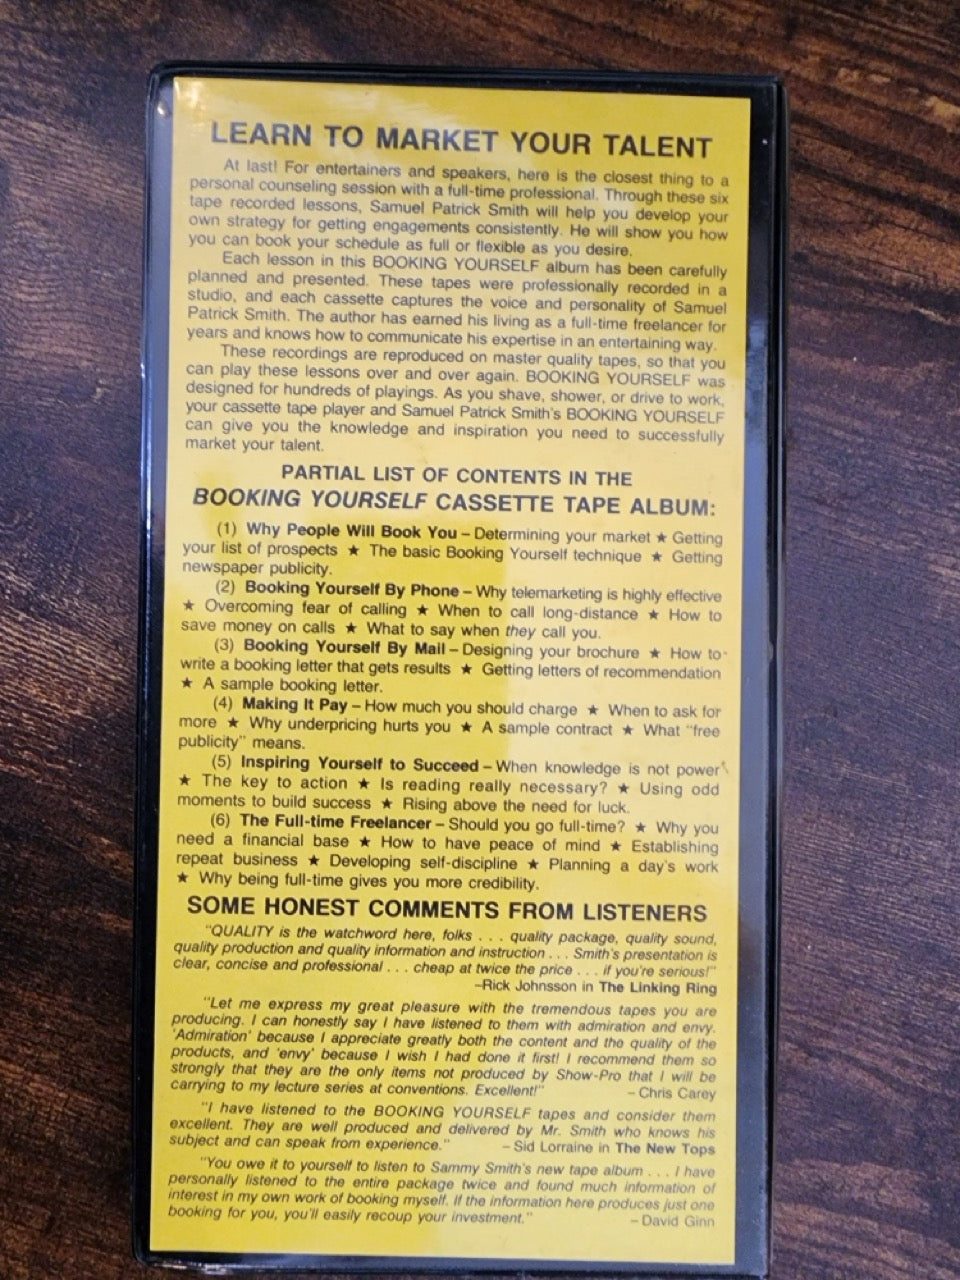 LEARN TO MARKET YOUR TALENT
At last! For entertainers and speakers, here is the closest thing to a
personal counseling session with a full-time professional. Through these six
tape recorded lessons, Samuel Patrick Smith will help you develop your
own strategy for getting engagements consistently. He will show you how
you can book your schedule as full or flexible as you desire.
Each lesson in this BOOKING YOURSELF album has been carefully
planned and presented. These tapes were professionally recorded in a
studio, and each cassette captures the voice and personality of Samuel
Patrick Smith. The author has earned his living as a full-time freelancer for
years and knows how to communicate his expertise in an entertaining way.
These recordings are reproduced on master quality tapes, so that you
can play these lessons over and over again. BOOKING YOURSELF was
designed for hundreds of playings. As you shave, shower, or drive to work,
your cassette tape player and Samuel Patrick Smith's BOOKING YOURSELF
can give you the knowledge and inspiration you need to successfully
market your talent.
PARTIAL LIST OF CONTENTS IN THE
BOOKING YOURSELF CASSETTE TAPE ALBUM:
(1) Why People Will Book You – Determining your market ★ Getting
your list of prospects ★ The basic Booking Yourself technique ★ Getting
newspaper publicity.
(2) Booking Yourself By Phone – Why telemarketing is highly effective
★ Overcoming fear of calling ★ When to call long-distance ★ How to
save money on calls ★ What to say when they call you.
(3) Booking Yourself By Mail – Designing your brochure ★ How to
write a booking letter that gets results ★ Getting letters of recommendation
★ A sample booking letter.
(4) Making It Pay – How much you should charge ★ When to ask for
more ★ Why underpricing hurts you ★ A sample contract ★ What "free
publicity" means.
(5) Inspiring Yourself to Succeed – When knowledge is not power
★ The key to action ★ Is reading really necessary? ★ Using odd
moments to build success ★ Rising above the need for luck.
(6) The Full-time Freelancer – Should you go full-time? ★ Why you
need a financial base ★ How to have peace of mind ★ Establishing
repeat business ★ Developing self-discipline ★ Planning a day's work
★ Why being full-time gives you more credibility.
SOME HONEST COMMENTS FROM LISTENERS
"QUALITY is the watchword here, folks . . . quality package, quality sound,
quality production and quality information and instruction . . . Smith's presentation is
clear, concise and professional . . . cheap at twice the price . . . if you're serious!"
–Rick Johnsson in The Linking Ring
"Let me express my great pleasure with the tremendous tapes you are
producing. I can honestly say I have listened to them with admiration and envy.
'Admiration' because I appreciate greatly both the content and the quality of the
products, and 'envy' because I wish I had done it first! I recommend them so
strongly that they are the only items not produced by Show-Pro that I will be
carrying to my lecture series at conventions. Excellent!" – Chris Carey
"I have listened to the BOOKING YOURSELF tapes and consider them
excellent. They are well produced and delivered by Mr. Smith who knows his
subject and can speak from experience." – Sid Lorraine in The New Tops
"You owe it to yourself to listen to Sammy Smith's new tape album . . . I have
personally listened to the entire package twice and found much information of
interest in my own work of booking myself. If the information here produces just one
booking for you, you'll easily recoup your investment." – David Ginn